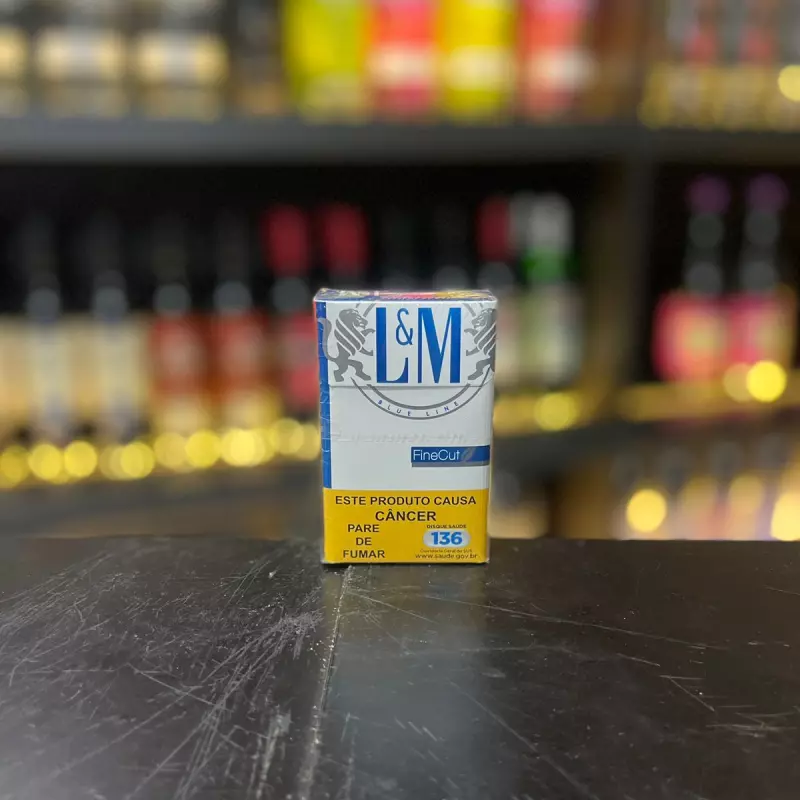 L&M
BLUE LINE
FineCut
ESTE PRODUTO CAUSA
CÂNCER
PARE
DE
FUMAR
DISQUE SAÚDE
136
www.saude.gov.br